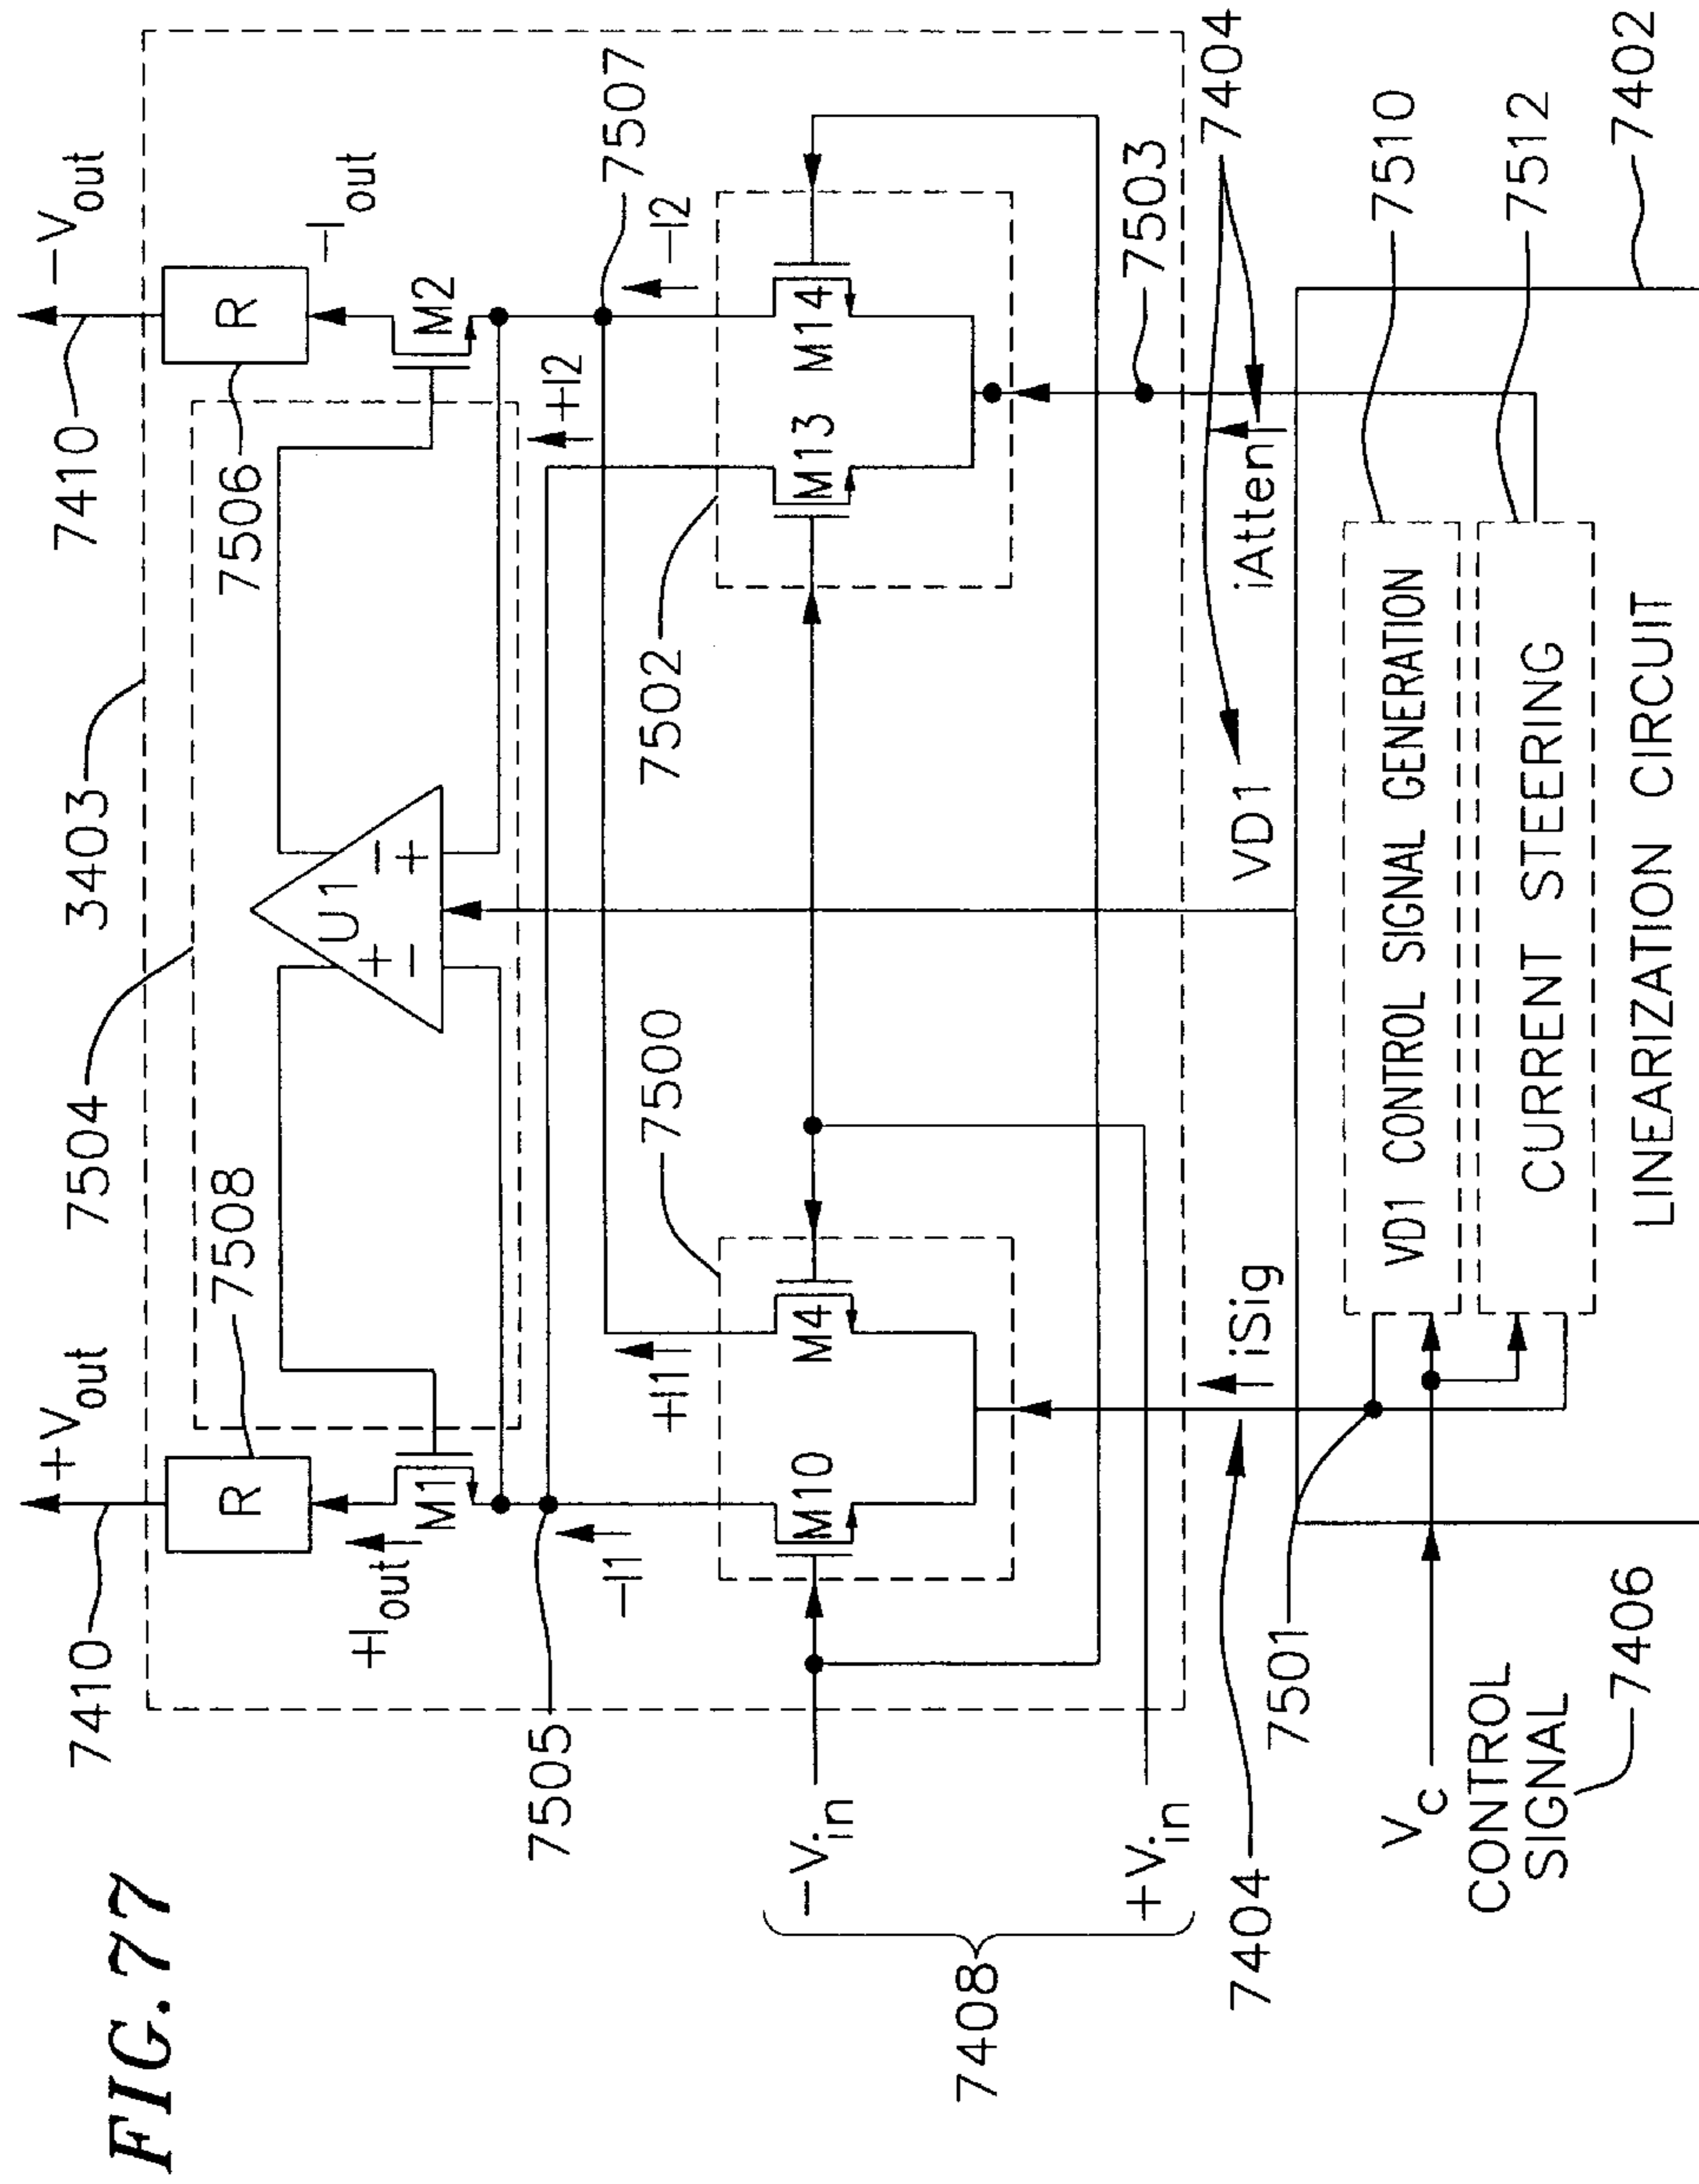 FIG. 77
7410
+Vout
7508
R
+Iout
M1
7504
3403
U1
+
−
−
+
7410
−Vout
7506
R
−Iout
M2
7505
−I1
+I1
7500
M10
M4
7502
+I2
−I2
7507
M13
M14
7408
−Vin
+Vin
7404
iSig
VD1
iAtten
7503
7404
7501
Vc
CONTROL
SIGNAL
7406
VD1 CONTROL SIGNAL GENERATION
CURRENT STEERING
LINEARIZATION CIRCUIT
7510
7512
7402